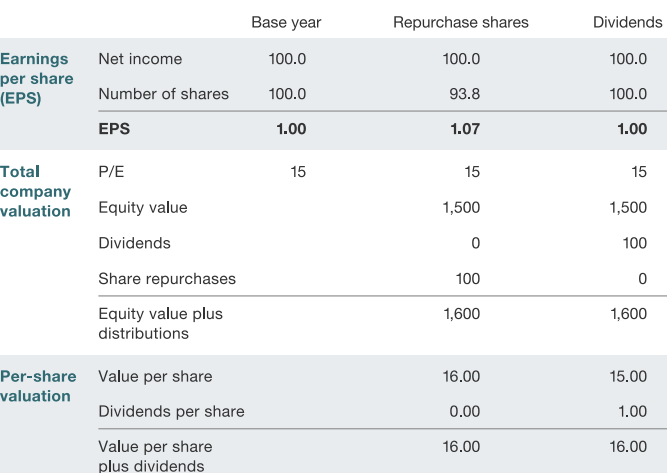 Base year Repurchase shares Dividends
Earnings per share (EPS) Net income 100.0 100.0 100.0
Number of shares 100.0 93.8 100.0
EPS 1.00 1.07 1.00
Total company valuation P/E 15 15 15
Equity value 1,500 1,500
Dividends 0 100
Share repurchases 100 0
Equity value plus distributions 1,600 1,600
Per-share valuation Value per share 16.00 15.00
Dividends per share 0.00 1.00
Value per share plus dividends 16.00 16.00